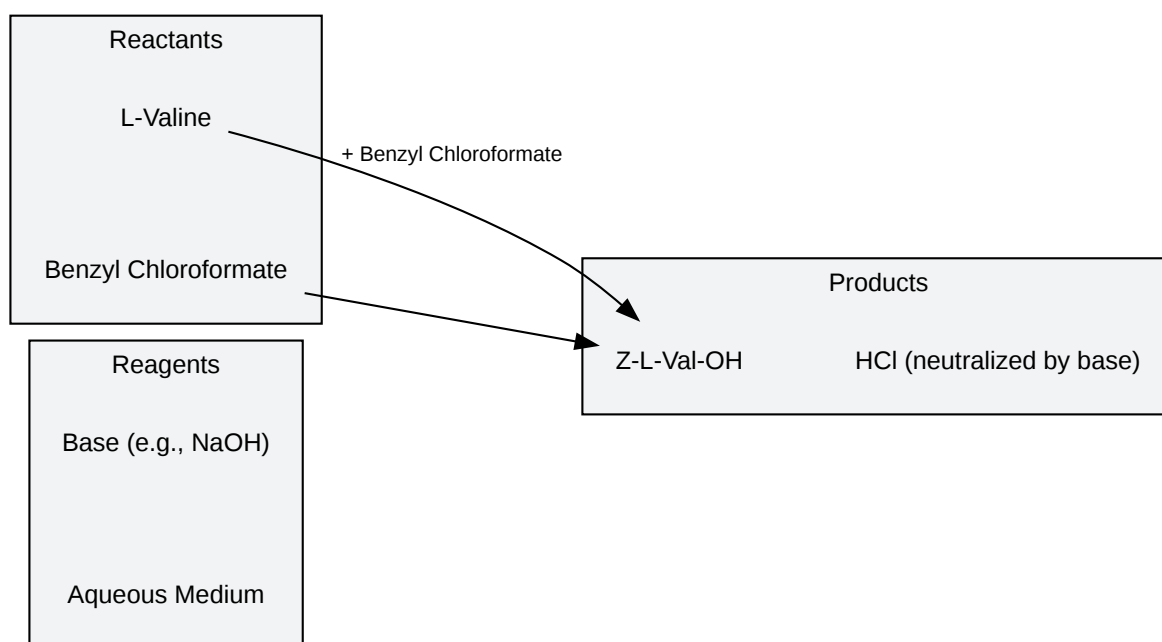 Reactants
L-Valine
+ Benzyl Chloroformate
Benzyl Chloroformate
Products
Z-L-Val-OH
HCl (neutralized by base)
Reagents
Base (e.g., NaOH)
Aqueous Medium